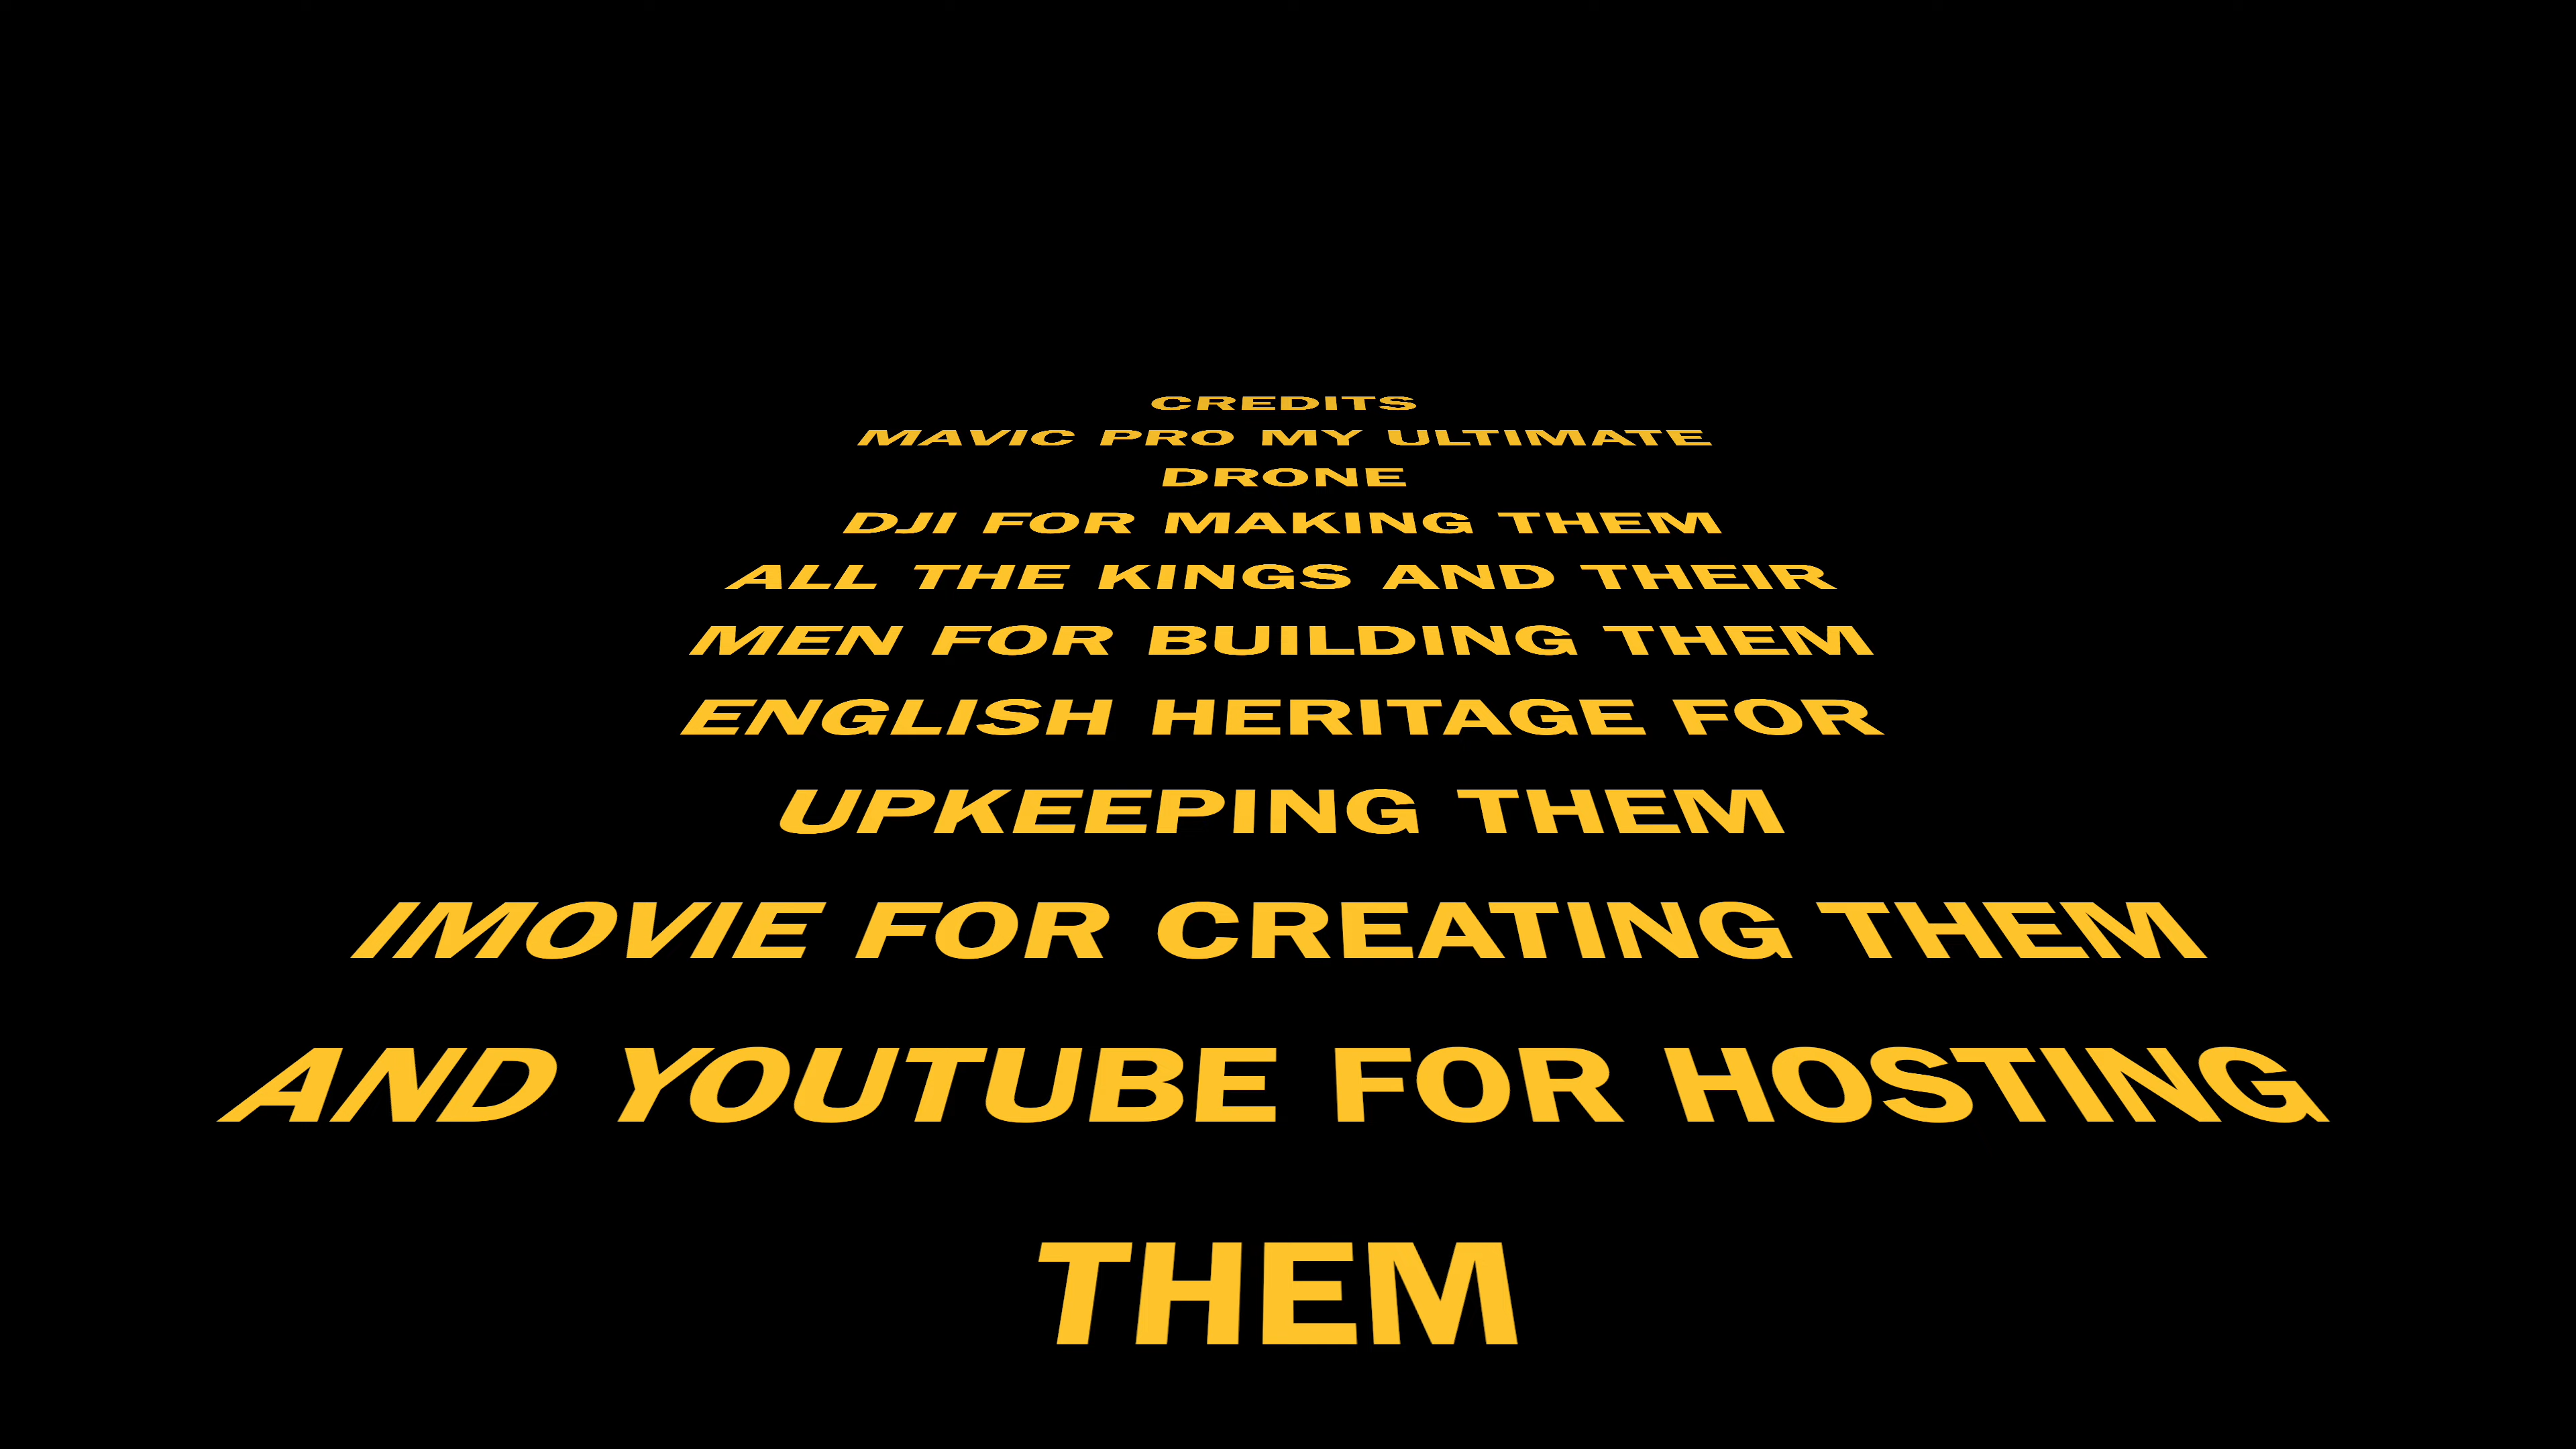 CREDITS
MAVIC PRO MY ULTIMATE
DRONE
DJI FOR MAKING THEM
ALL THE KINGS AND THEIR
MEN FOR BUILDING THEM
ENGLISH HERITAGE FOR
UPKEEPING THEM
IMOVIE FOR CREATING THEM
AND YOUTUBE FOR HOSTING
THEM